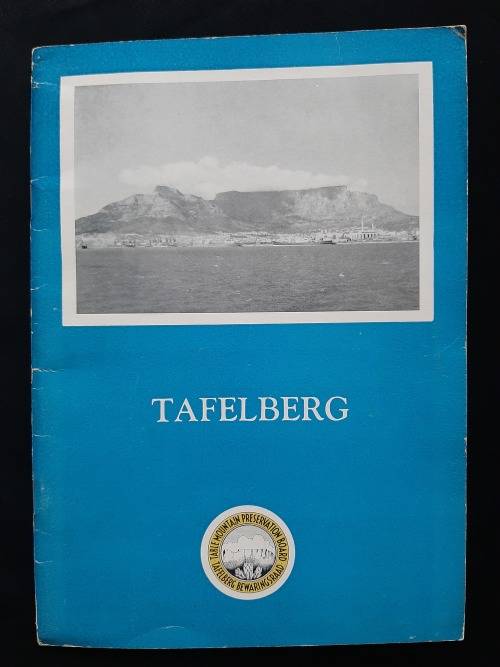 TAFELBERG
TABLE MOUNTAIN PRESERVATION BOARD
TAFELBERG BEWARINGSRAAD